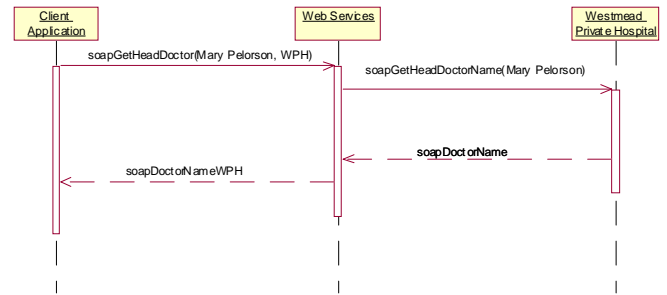 Client
Application
Web Services
Westmead
Private Hospital
soapGetHeadDoctor(Mary Pelorson, WPH)
soapGetHeadDoctorName(Mary Pelorson)
soapDoctorName
soapDoctorNameWPH